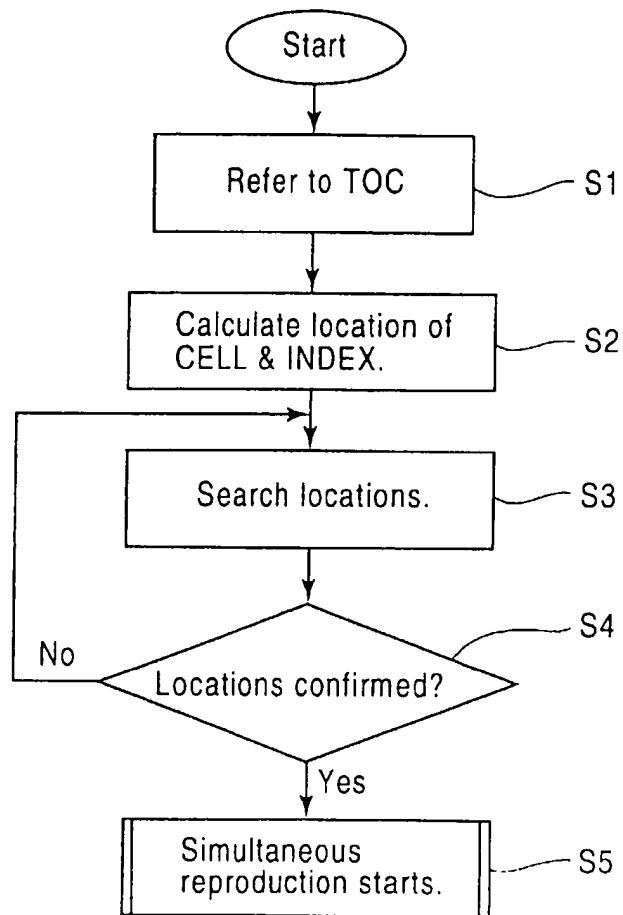 Start
Refer to TOC
S1
Calculate location of
CELL & INDEX.
S2
Search locations.
S3
S4
No
Locations confirmed?
Yes
Simultaneous
reproduction starts.
S5